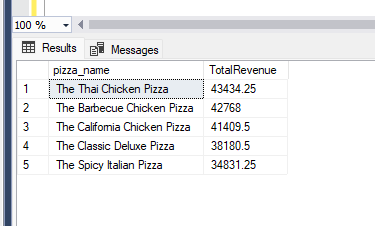 100 %
Results Messages
pizza_name TotalRevenue
1 The Thai Chicken Pizza 43434.25
2 The Barbecue Chicken Pizza 42768
3 The California Chicken Pizza 41409.5
4 The Classic Deluxe Pizza 38180.5
5 The Spicy Italian Pizza 34831.25